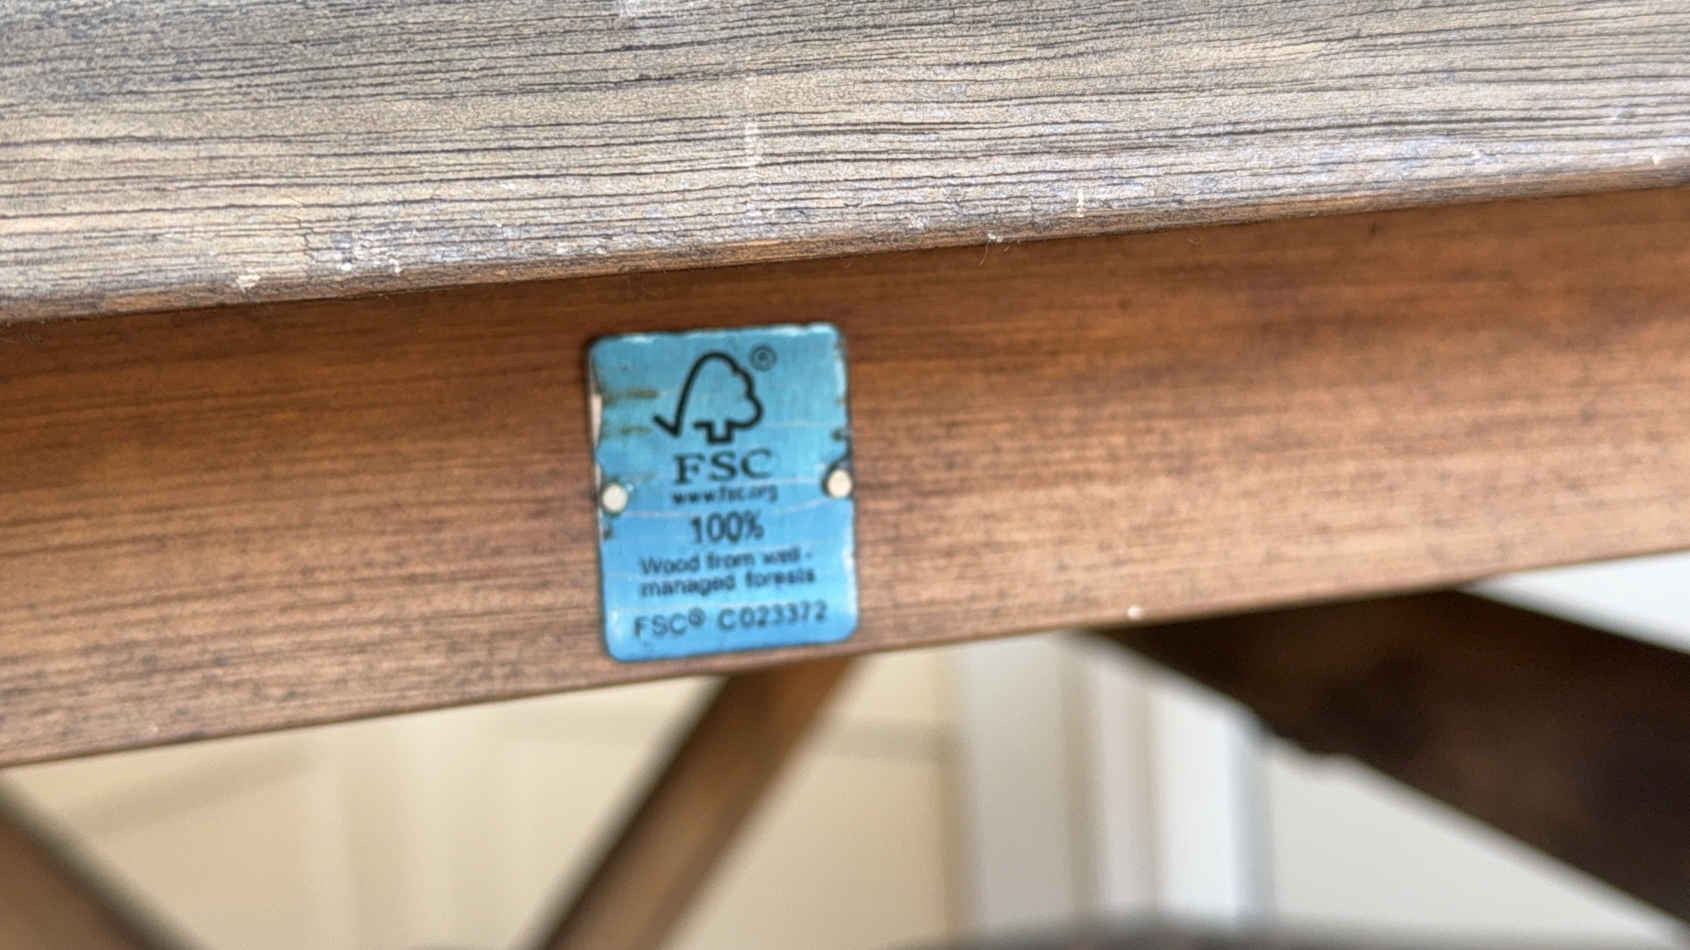 ®
FSC
www.fsc.org
100%
Wood from well-
managed forests
FSC® C023372